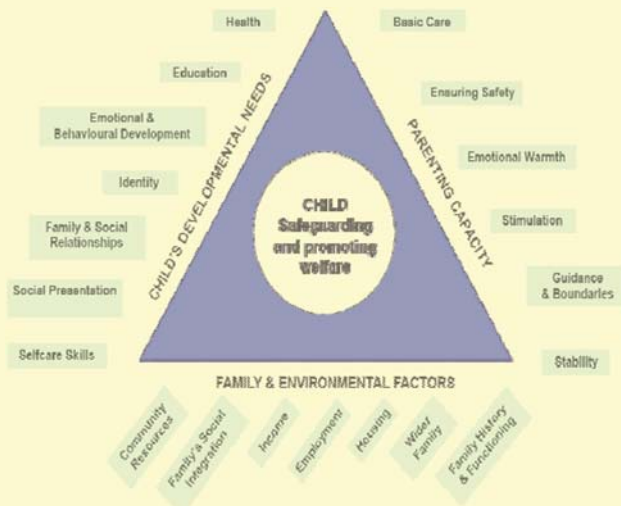 Health
Education
Emotional &
Behavioural Development
Identity
Family & Social
Relationships
Social Presentation
Selfcare Skills
CHILD'S DEVELOPMENTAL NEEDS
CHILD
Safeguarding
and promoting
welfare
PARENTING CAPACITY
Basic Care
Ensuring Safety
Emotional Warmth
Stimulation
Guidance
& Boundaries
Stability
FAMILY & ENVIRONMENTAL FACTORS
Community
Resources
Family's Social
Integration
Income
Employment
Housing
Wider
Family
Family History
& Functioning